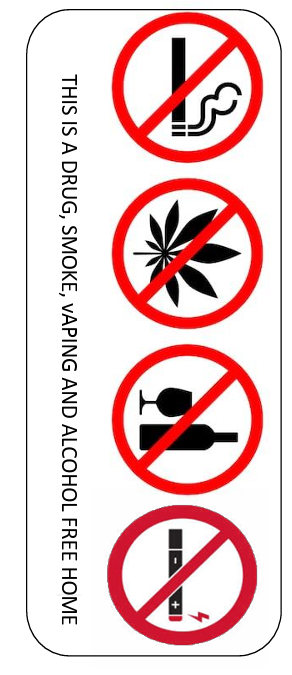 THIS IS A DRUG, SMOKE, vAPING AND ALCOHOL FREE HOME
- +